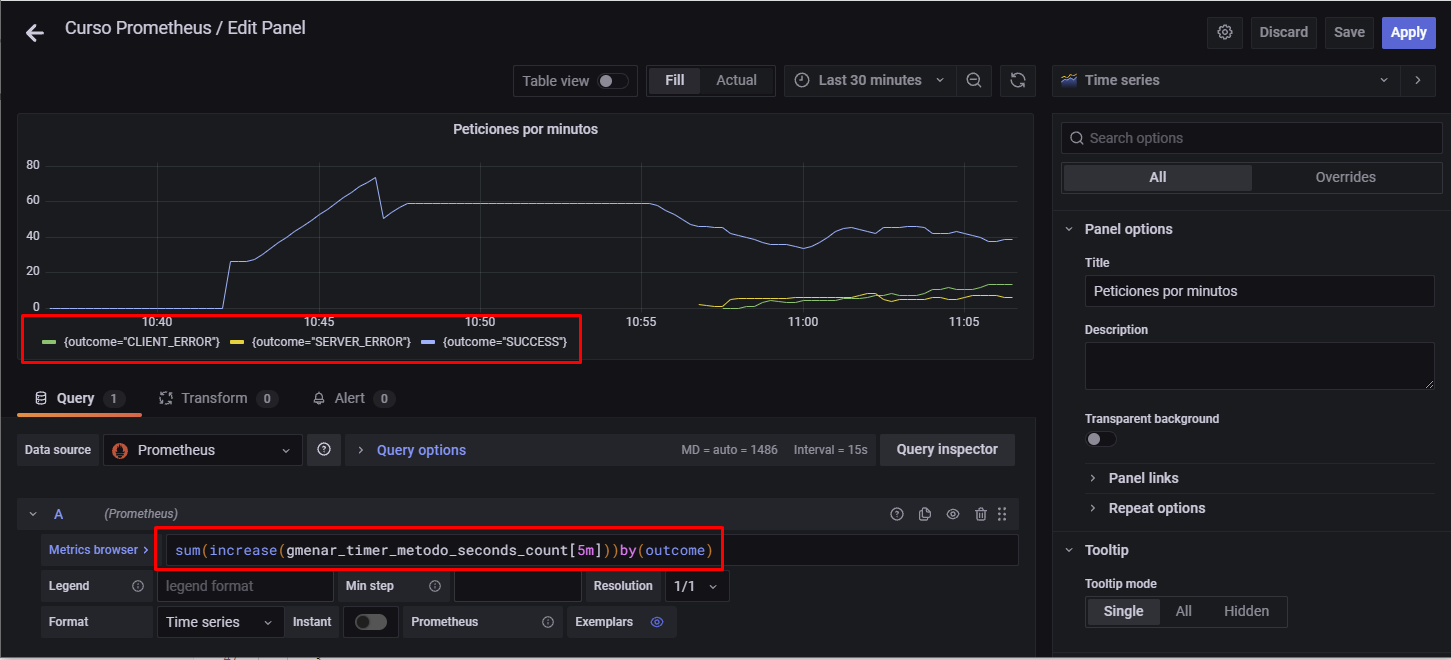 Curso Prometheus / Edit Panel
Discard
Save
Apply
Table view
Fill
Actual
Last 30 minutes
Time series
Peticiones por minutos
80
60
40
20
0
10:40
10:45
10:50
10:55
11:00
11:05
{outcome="CLIENT_ERROR"}
{outcome="SERVER_ERROR"}
{outcome="SUCCESS"}
Query 1
Transform 0
Alert 0
Data source
Prometheus
Query options
MD = auto = 1486
Interval = 15s
Query inspector
A
(Prometheus)
Metrics browser
sum(increase(gmenar_timer_metodo_seconds_count[5m]))by(outcome)
Legend
legend format
Min step
Resolution
1/1
Format
Time series
Instant
Prometheus
Exemplars
Search options
All
Overrides
Panel options
Title
Peticiones por minutos
Description
Transparent background
Panel links
Repeat options
Tooltip
Tooltip mode
Single
All
Hidden